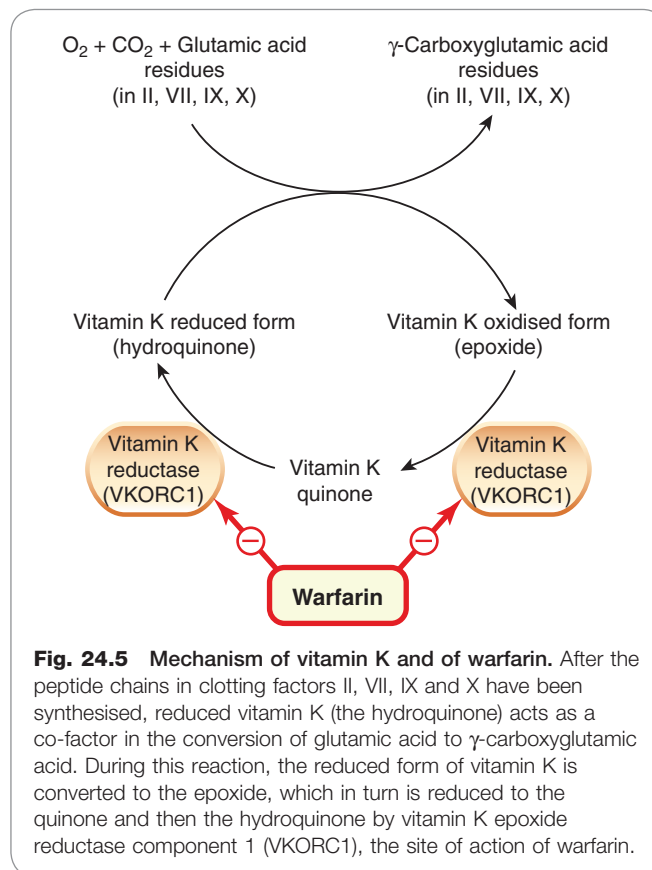 O₂ + CO₂ + Glutamic acid
residues
(in II, VII, IX, X)
γ-Carboxyglutamic acid
residues
(in II, VII, IX, X)
Vitamin K reduced form
(hydroquinone)
Vitamin K oxidised form
(epoxide)
Vitamin K
reductase
(VKORC1)
Vitamin K
quinone
Vitamin K
reductase
(VKORC1)
−
−
Warfarin
Fig. 24.5 Mechanism of vitamin K and of warfarin. After the
peptide chains in clotting factors II, VII, IX and X have been
synthesised, reduced vitamin K (the hydroquinone) acts as a
co-factor in the conversion of glutamic acid to γ-carboxyglutamic
acid. During this reaction, the reduced form of vitamin K is
converted to the epoxide, which in turn is reduced to the
quinone and then the hydroquinone by vitamin K epoxide
reductase component 1 (VKORC1), the site of action of warfarin.